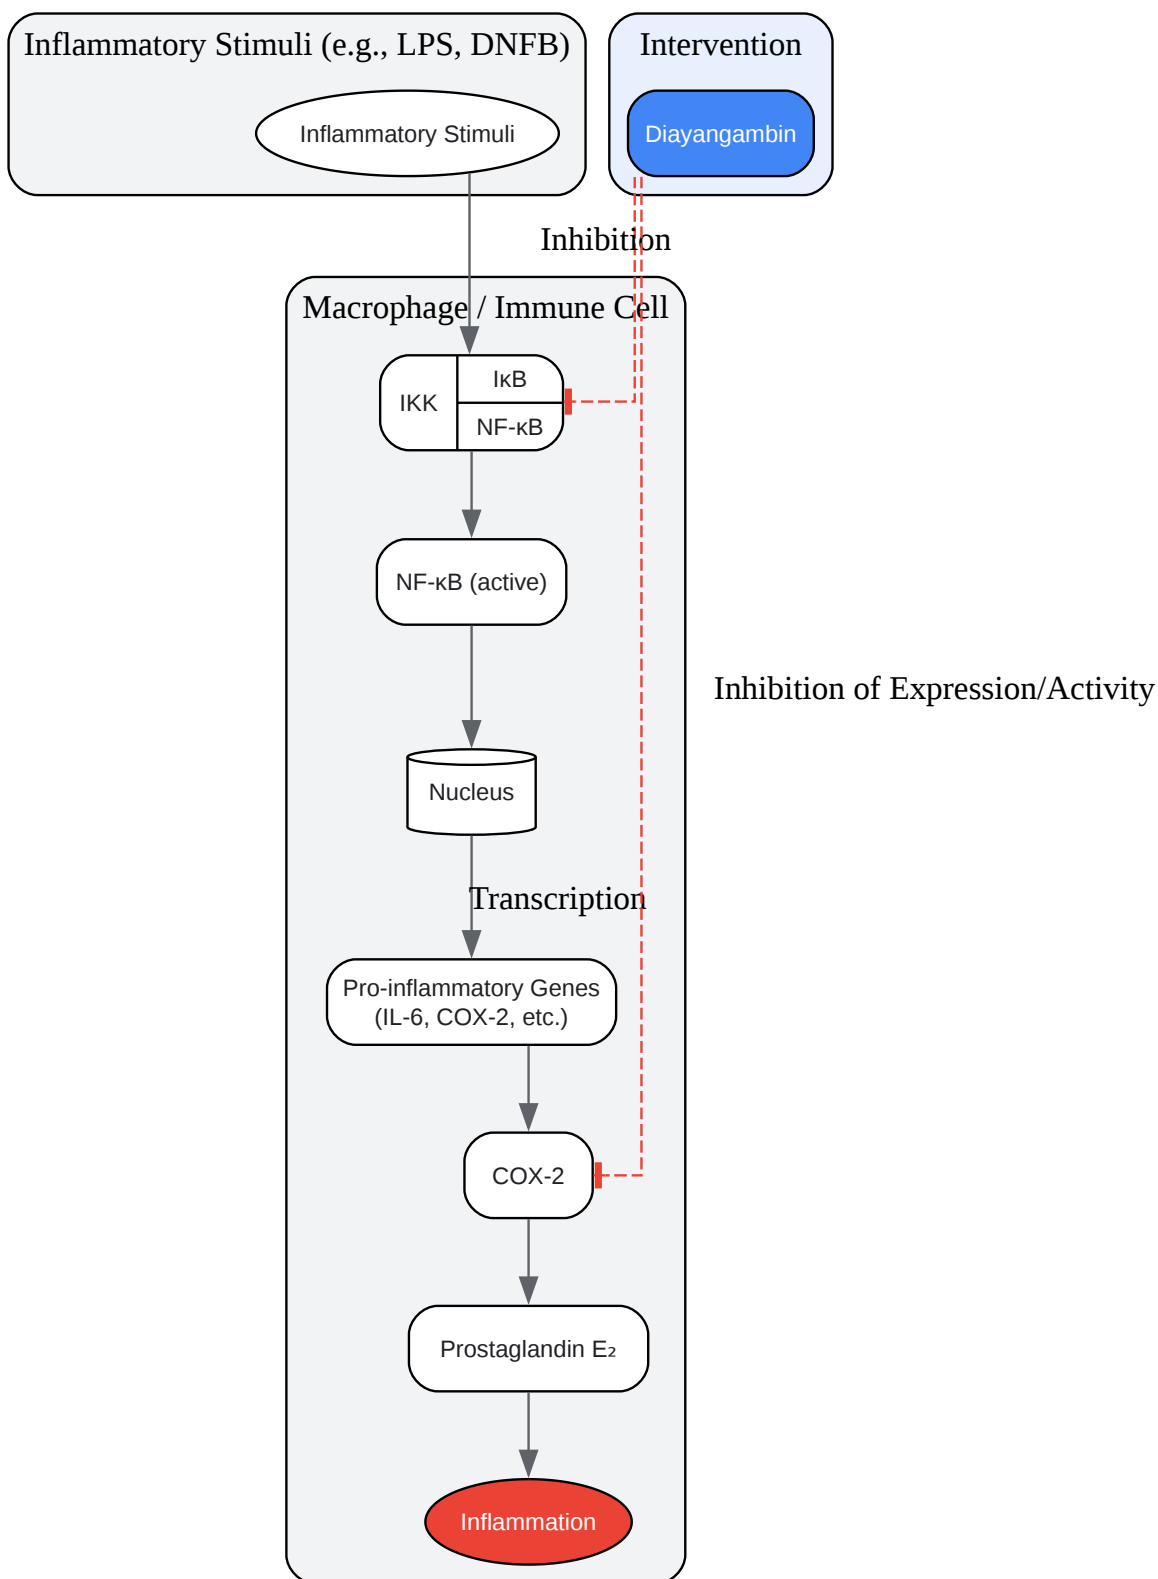 Inflammatory Stimuli (e.g., LPS, DNFB)
Intervention
Inflammatory Stimuli
Diayangambin
Inhibition
Macrophage / Immune Cell
IKK
IκB
NF-κB
NF-κB (active)
Inhibition of Expression/Activity
Nucleus
Transcription
Pro-inflammatory Genes
(IL-6, COX-2, etc.)
COX-2
Prostaglandin E₂
Inflammation